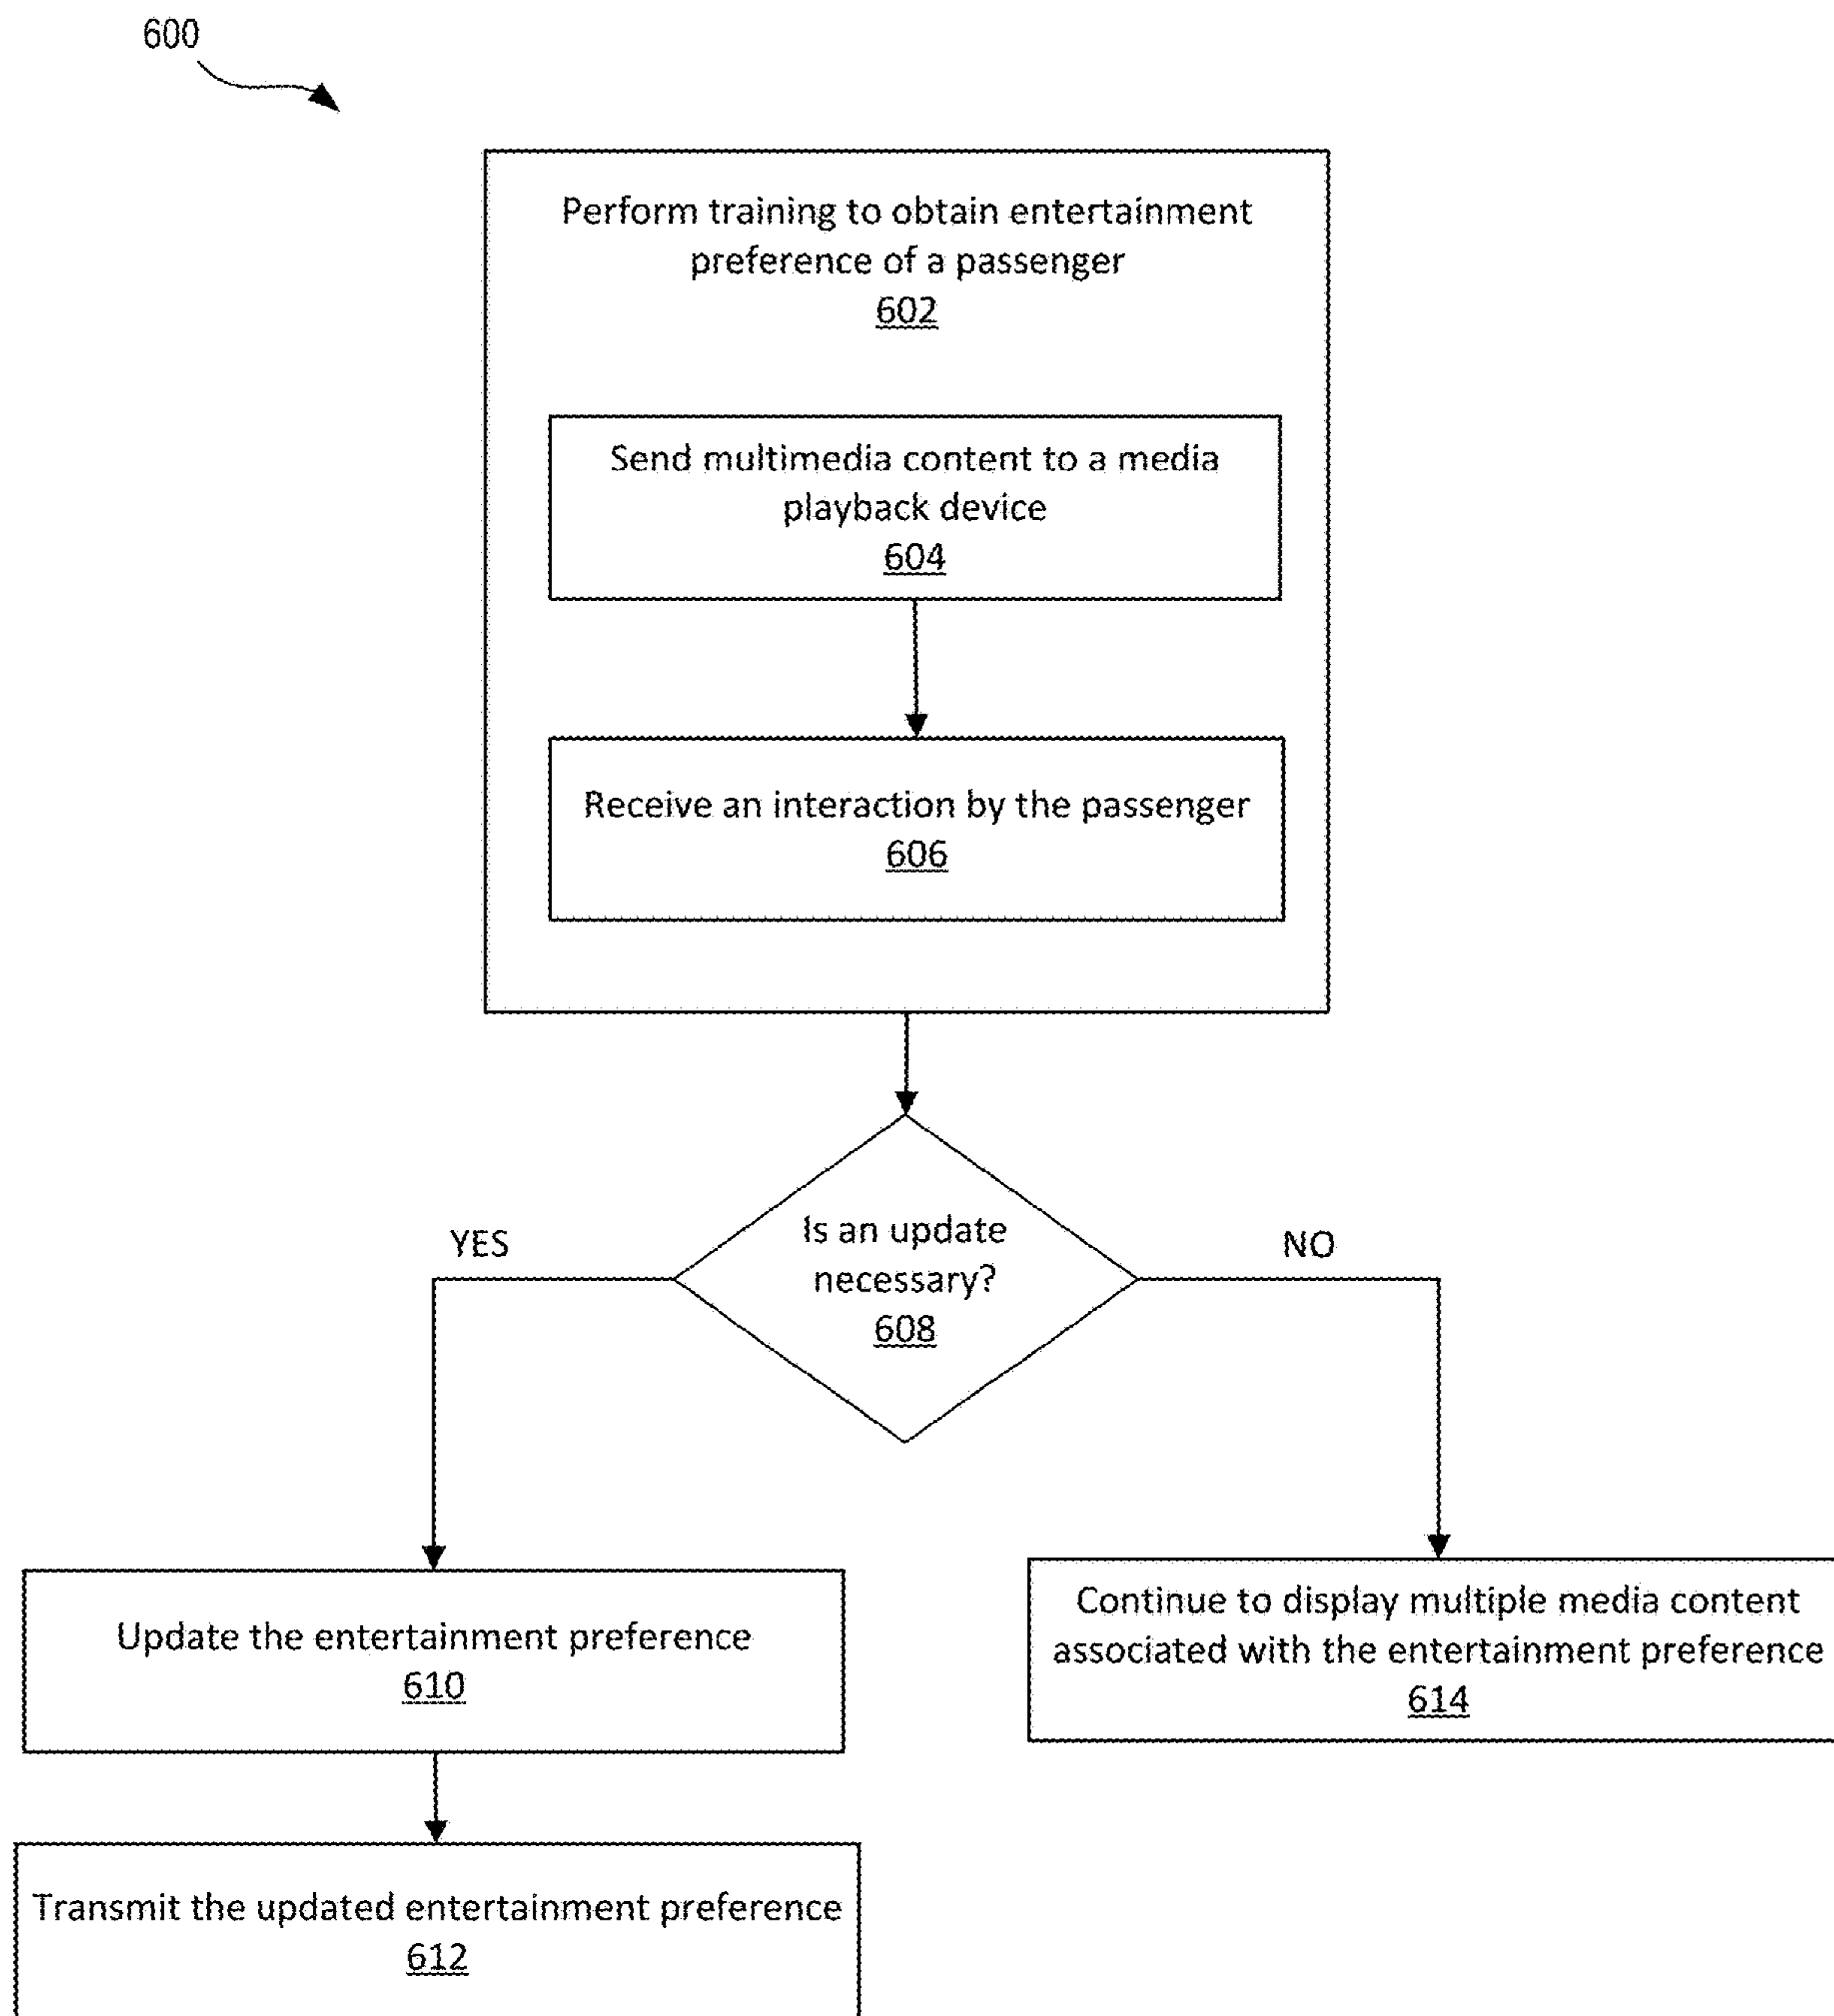 600
Perform training to obtain entertainment
preference of a passenger
602
Send multimedia content to a media
playback device
604
Receive an interaction by the passenger
606
Is an update
necessary?
608
YES
NO
Update the entertainment preference
610
Continue to display multiple media content
associated with the entertainment preference
614
Transmit the updated entertainment preference
612